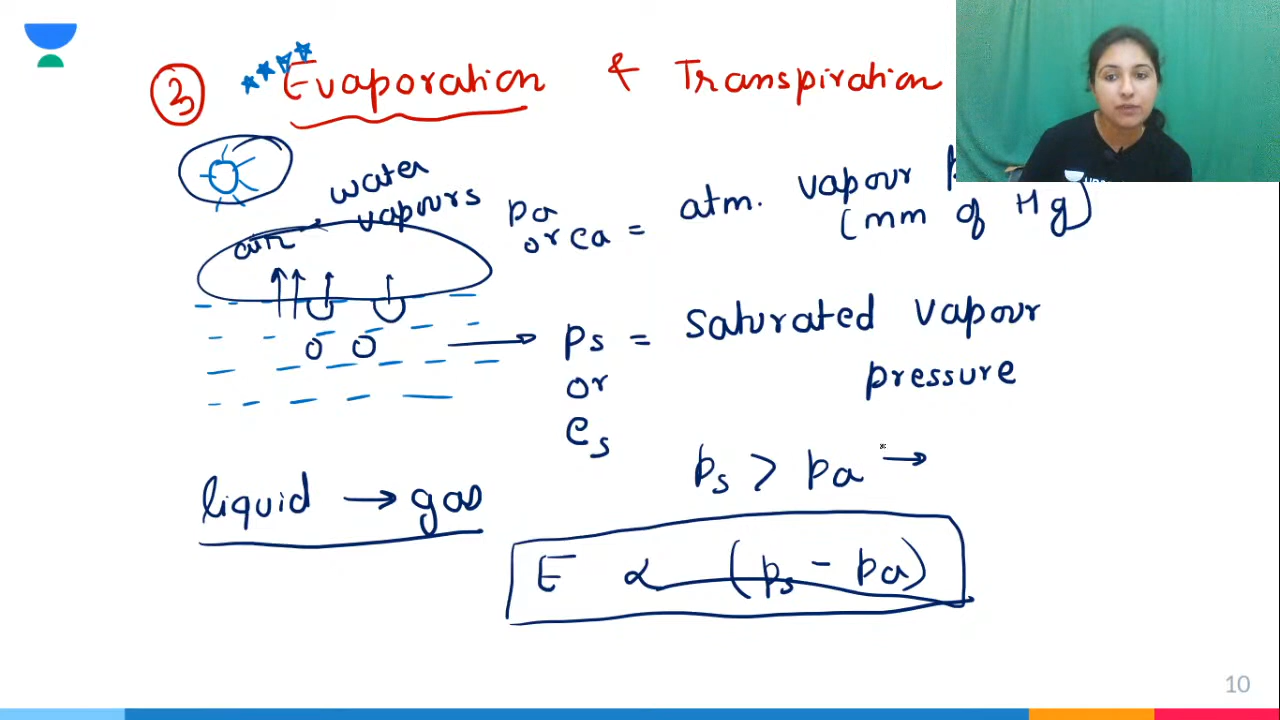 3 Evaporation & Transpiration
water
vapours
air
pa
or ea = atm. vapour
(mm of Hg)
ps = saturated vapour
or pressure
es
ps > pa →
liquid → gas
E ∝ (ps - pa)
10